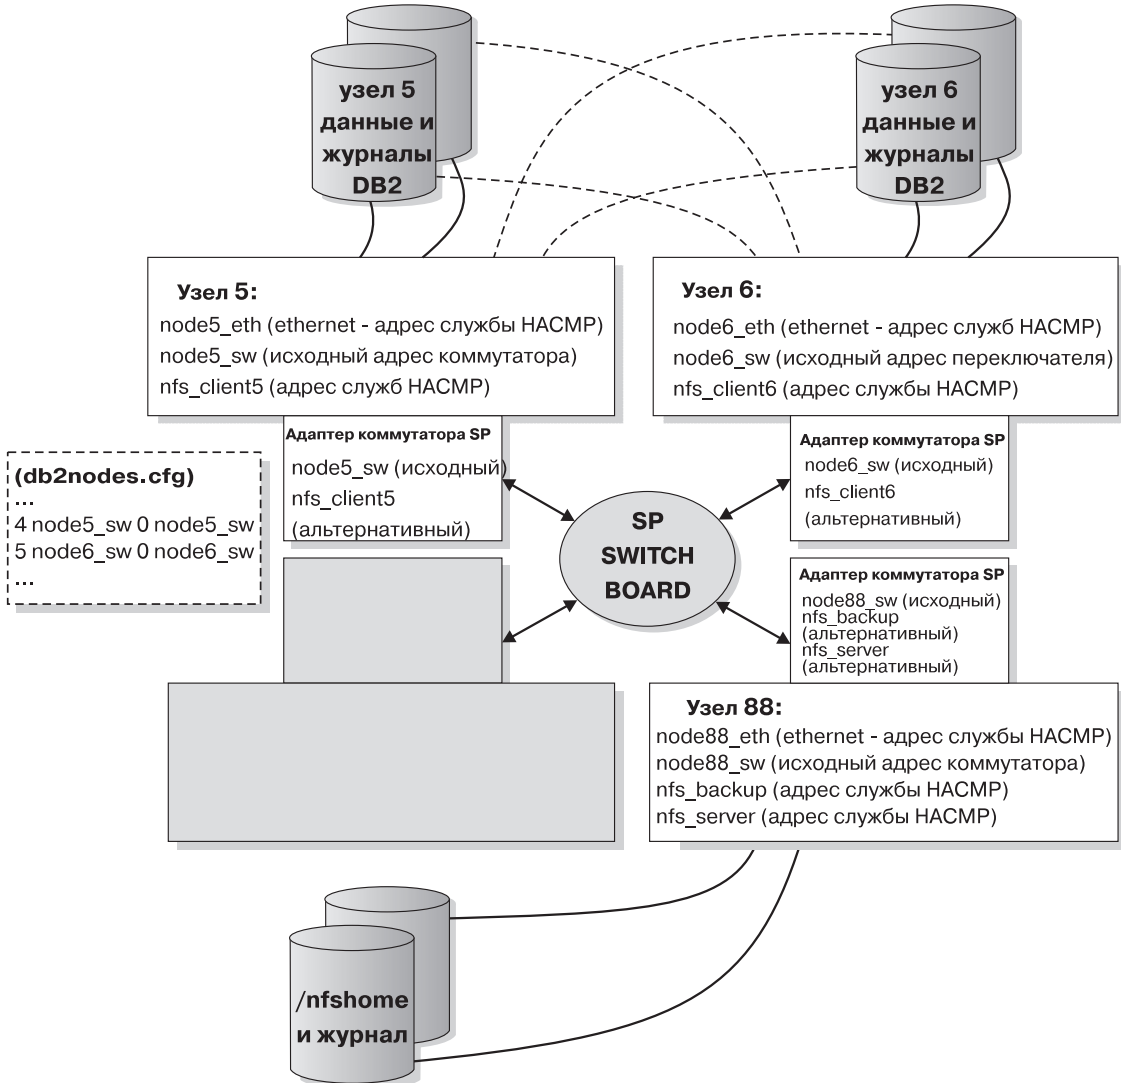 узел 5
данные и
журналы
DB2
узел 6
данные и
журналы
DB2
Узел 5:
node5_eth (ethernet - адрес службы HACMP)
node5_sw (исходный адрес коммутатора)
nfs_client5 (адрес служб HACMP)
Узел 6:
node6_eth (ethernet - адрес служб HACMP)
node6_sw (исходный адрес переключателя)
nfs_client6 (адрес службы HACMP)
Адаптер коммутатора SP
node5_sw (исходный)
nfs_client5
(альтернативный)
Адаптер коммутатора SP
node6_sw (исходный)
nfs_client6
(альтернативный)
(db2nodes.cfg)
...
4 node5_sw 0 node5_sw
5 node6_sw 0 node6_sw
...
SP
SWITCH
BOARD
Адаптер коммутатора SP
node88_sw (исходный)
nfs_backup
(альтернативный)
nfs_server
(альтернативный)
Узел 88:
node88_eth (ethernet - адрес службы HACMP)
node88_sw (исходный адрес коммутатора)
nfs_backup (адрес службы HACMP)
nfs_server (адрес службы HACMP)
/nfshome
и журнал